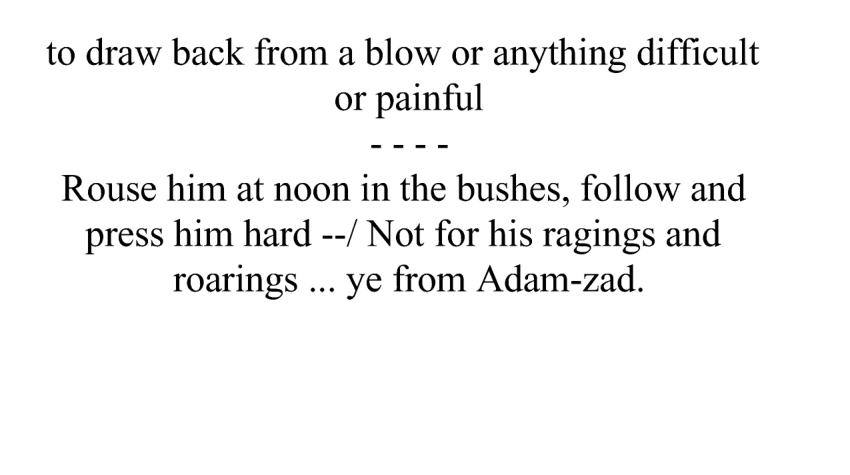 to draw back from a blow or anything difficult
or painful
- - - -
Rouse him at noon in the bushes, follow and
press him hard --/ Not for his ragings and
roarings ... ye from Adam-zad.